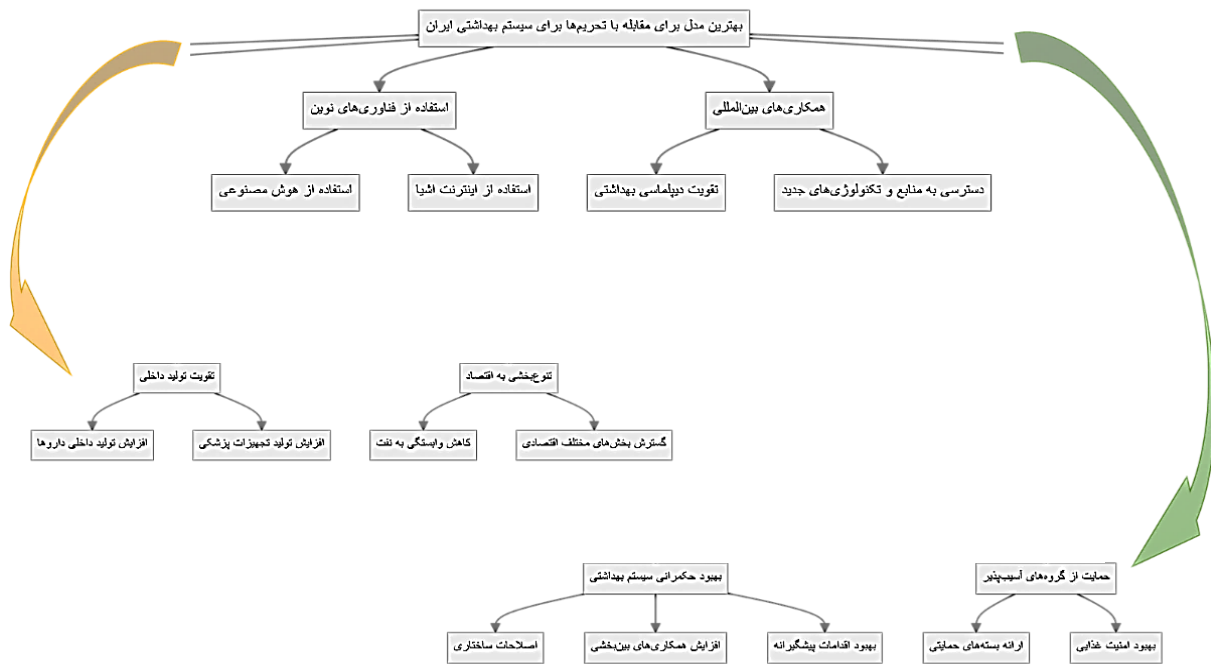 بهترین مدل برای مقابله با تحریم‌ها برای سیستم بهداشتی ایران
همکاری‌های بین‌المللی
استفاده از فناوری‌های نوین
دسترسی به منابع و تکنولوژی‌های جدید
تقویت دیپلماسی بهداشتی
استفاده از اینترنت اشیا
استفاده از هوش مصنوعی
تنوع‌بخشی به اقتصاد
تقویت تولید داخلی
گسترش بخش‌های مختلف اقتصادی
کاهش وابستگی به نفت
افزایش تولید تجهیزات پزشکی
افزایش تولید داخلی داروها
حمایت از گروه‌های آسیب‌پذیر
بهبود حکمرانی سیستم بهداشتی
بهبود امنیت غذایی
ارائه بسته‌های حمایتی
بهبود اقدامات پیشگیرانه
افزایش همکاری‌های بین‌بخشی
اصلاحات ساختاری